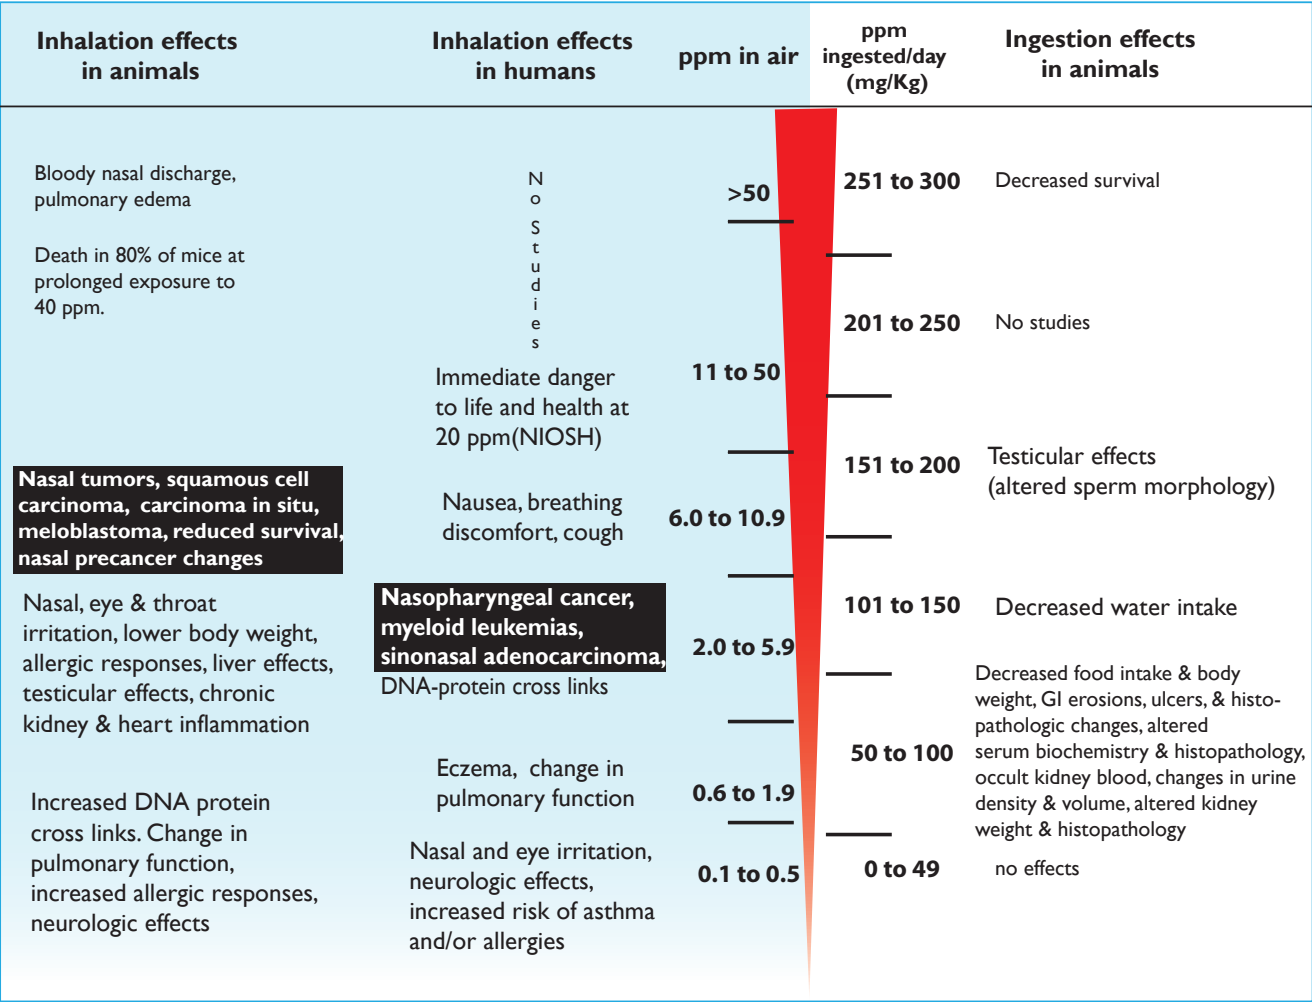 Inhalation effects
in animals
Inhalation effects
in humans
ppm in air
ppm
ingested/day
(mg/Kg)
Ingestion effects
in animals
Bloody nasal discharge,
pulmonary edema
Death in 80% of mice at
prolonged exposure to
40 ppm.
Nasal tumors, squamous cell
carcinoma, carcinoma in situ,
meloblastoma, reduced survival,
nasal precancer changes
Nasal, eye & throat
irritation, lower body weight,
allergic responses, liver effects,
testicular effects, chronic
kidney & heart inflammation
Increased DNA protein
cross links. Change in
pulmonary function,
increased allergic responses,
neurologic effects
No Studies
Immediate danger
to life and health at
20 ppm(NIOSH)
Nausea, breathing
discomfort, cough
Nasopharyngeal cancer,
myeloid leukemias,
sinonasal adenocarcinoma,
DNA-protein cross links
Eczema, change in
pulmonary function
Nasal and eye irritation,
neurologic effects,
increased risk of asthma
and/or allergies
>50
11 to 50
6.0 to 10.9
2.0 to 5.9
0.6 to 1.9
0.1 to 0.5
251 to 300
Decreased survival
201 to 250
No studies
151 to 200
Testicular effects
(altered sperm morphology)
101 to 150
Decreased water intake
50 to 100
Decreased food intake & body
weight, GI erosions, ulcers, & histo-
pathologic changes, altered
serum biochemistry & histopathology,
occult kidney blood, changes in urine
density & volume, altered kidney
weight & histopathology
0 to 49
no effects